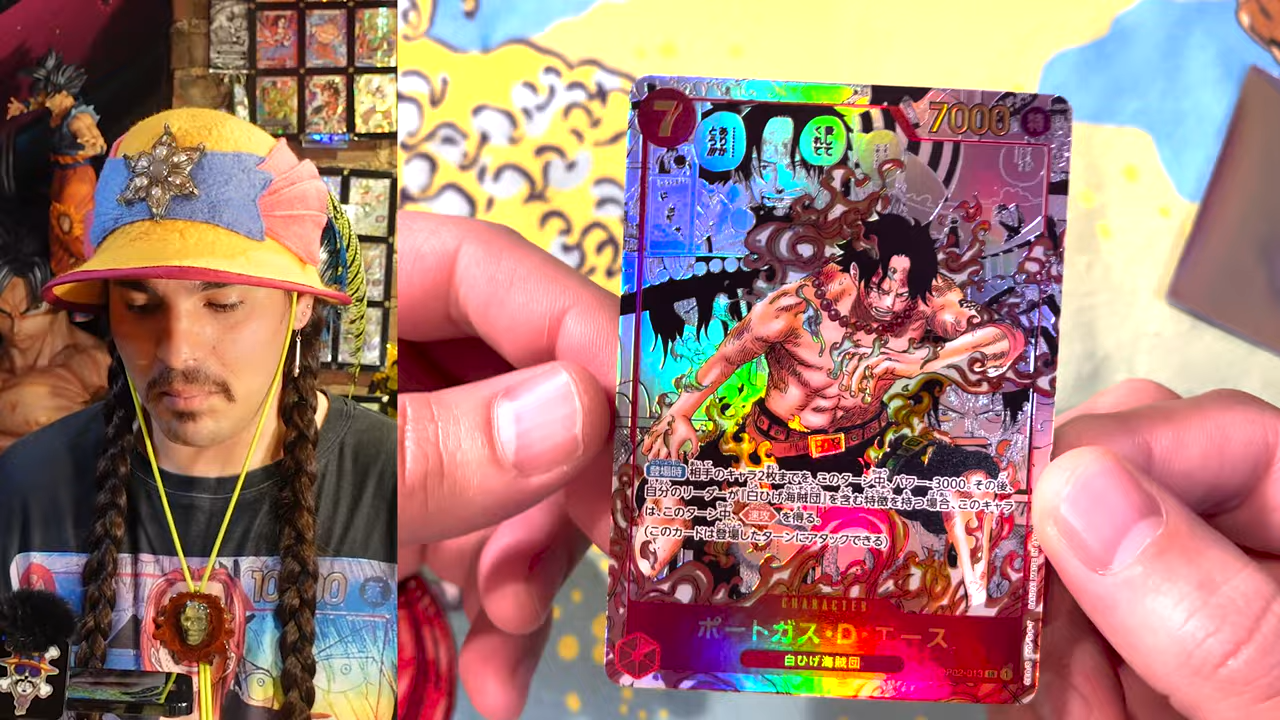 7
7000
特
ありがとう!!!
愛してくれて
登場時 相手のキャラ2枚までを、このターン中、パワー-3000。その後、
自分のリーダーが『白ひげ海賊団』を含む特徴を持つ場合、このキャラ
は、このターン中、速攻を得る。
(このカードは登場したターンにアタックできる)
CHARACTER
ポートガス・D・エース
白ひげ海賊団
OP02-013 SR 1